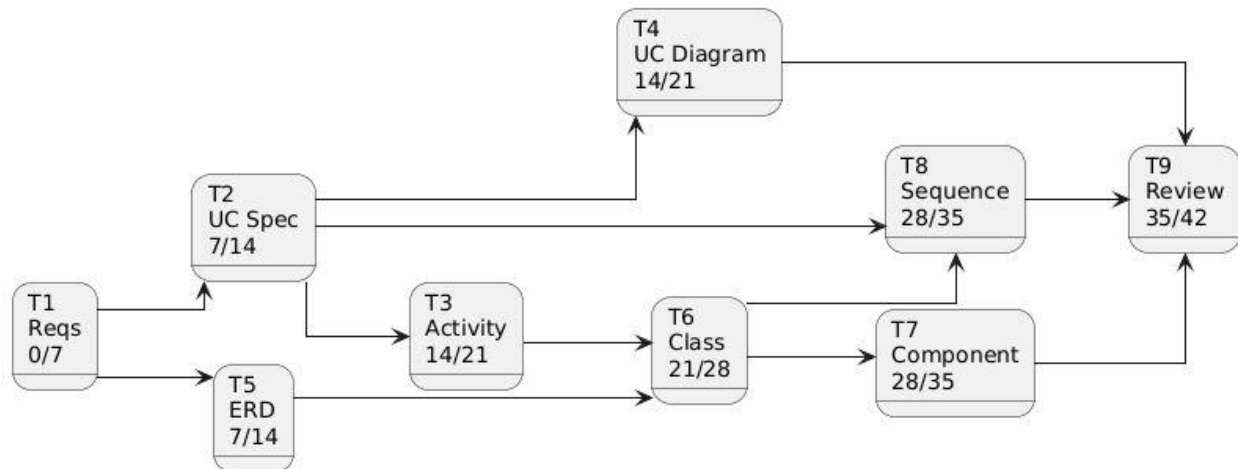 T4
UC Diagram
14/21
T2
UC Spec
7/14
T8
Sequence
28/35
T9
Review
35/42
T1
Reqs
0/7
T3
Activity
14/21
T6
Class
21/28
T7
Component
28/35
T5
ERD
7/14